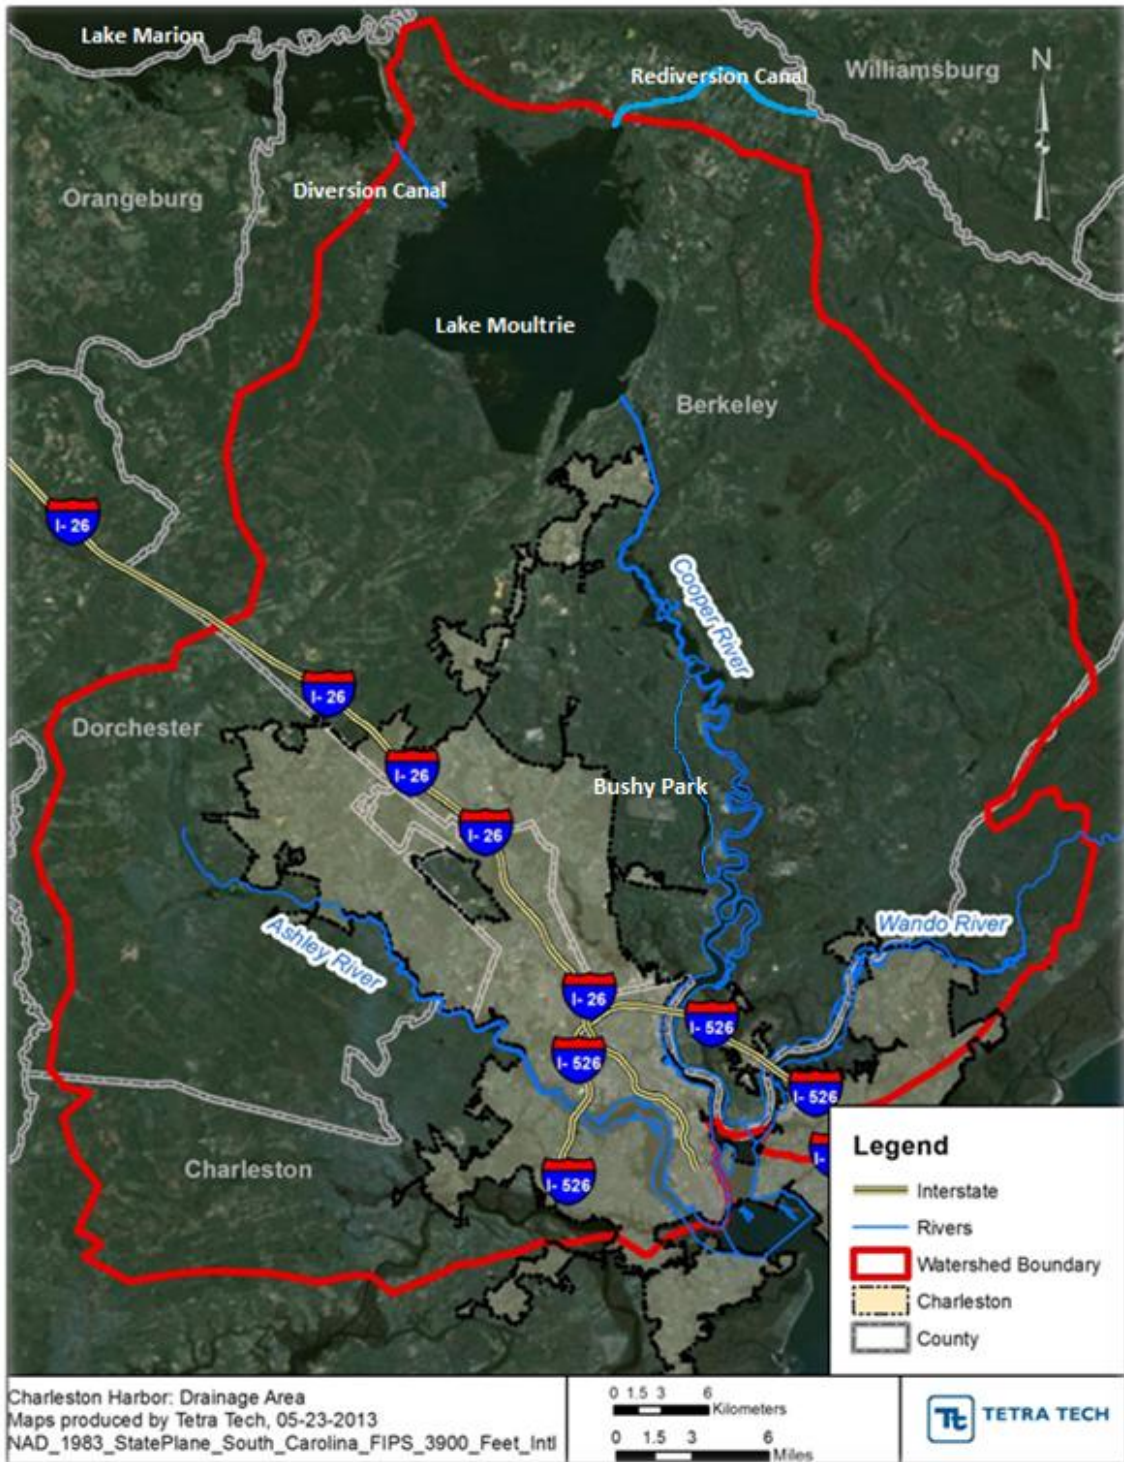 Lake Marion
Rediversion Canal
Williamsburg
N
Orangeburg
Diversion Canal
Lake Moultrie
Berkeley
I- 26
Cooper River
I- 26
Dorchester
I- 26
Bushy Park
I- 26
Ashley River
Wando River
I- 26
I- 526
I- 526
I- 526
I-
Charleston
I- 526
Legend
Interstate
Rivers
Watershed Boundary
Charleston
County
Charleston Harbor: Drainage Area
Maps produced by Tetra Tech, 05-23-2013
NAD_1983_StatePlane_South_Carolina_FIPS_3900_Feet_Intl
0 1.5 3 6
Kilometers
0 1.5 3 6
Miles
Tt TETRA TECH